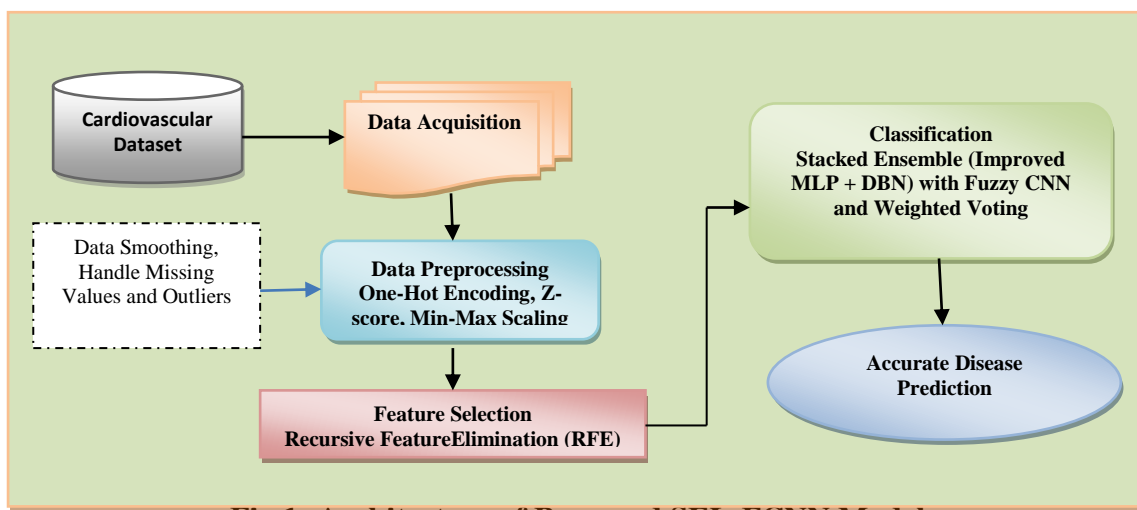 Cardiovascular
Dataset
Data Acquisition
Data Smoothing,
Handle Missing
Values and Outliers
Data Preprocessing
One-Hot Encoding, Z-
score, Min-Max Scaling
Feature Selection
Recursive FeatureElimination (RFE)
Classification
Stacked Ensemble (Improved
MLP + DBN) with Fuzzy CNN
and Weighted Voting
Accurate Disease
Prediction